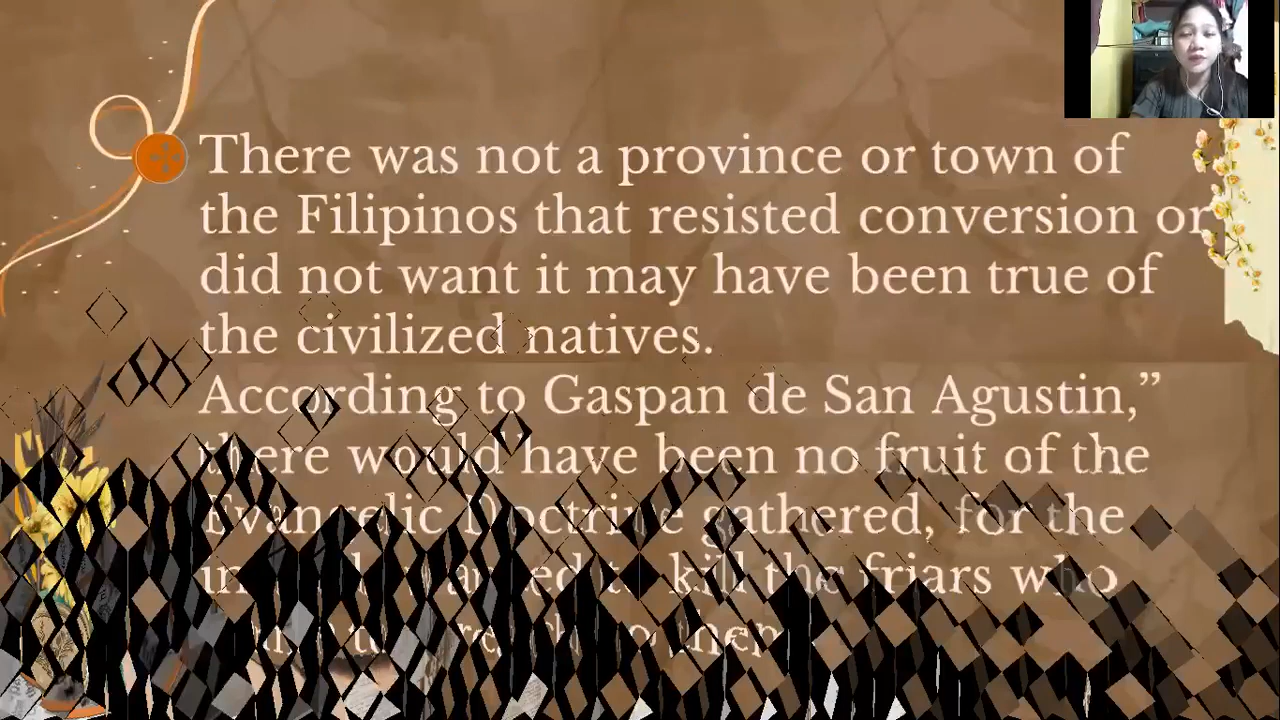 There was not a province or town of
the Filipinos that resisted conversion or
did not want it may have been true of
the civilized natives.
According to Gaspan de San Agustin,”
there would have been no fruit of the
Evangelic Doctrine gathered, for the
kill the friars who